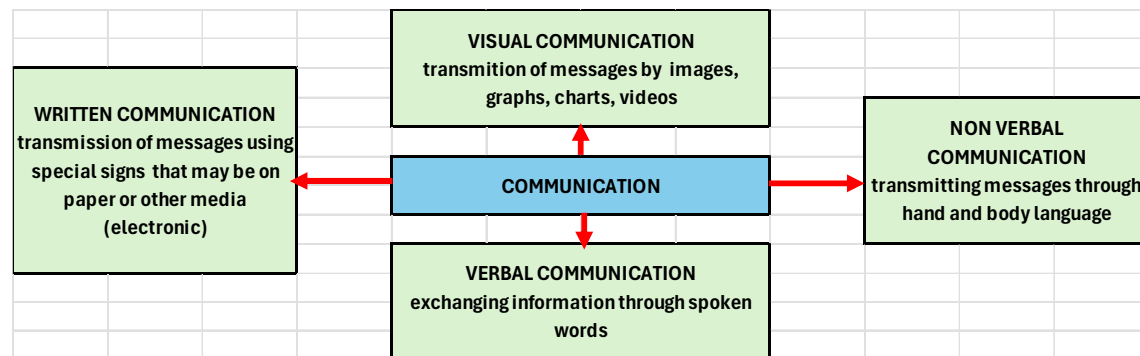 VISUAL COMMUNICATION
transmition of messages by images,
graphs, charts, videos
WRITTEN COMMUNICATION
transmission of messages using
special signs that may be on
paper or other media
(electronic)
COMMUNICATION
NON VERBAL
COMMUNICATION
transmitting messages through
hand and body language
VERBAL COMMUNICATION
exchanging information through spoken
words